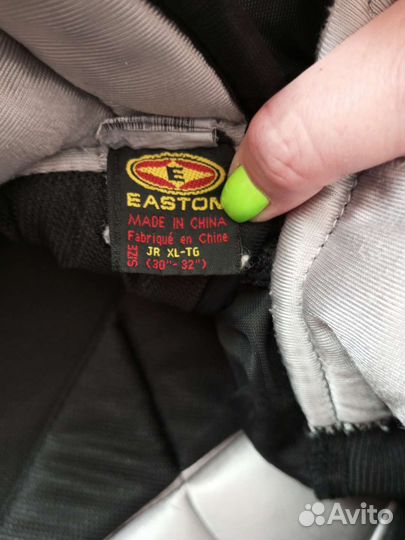 E
EASTON
MADE IN CHINA
Fabriqué en Chine
SIZE
JR XL-TG
(30"-32")
Avito